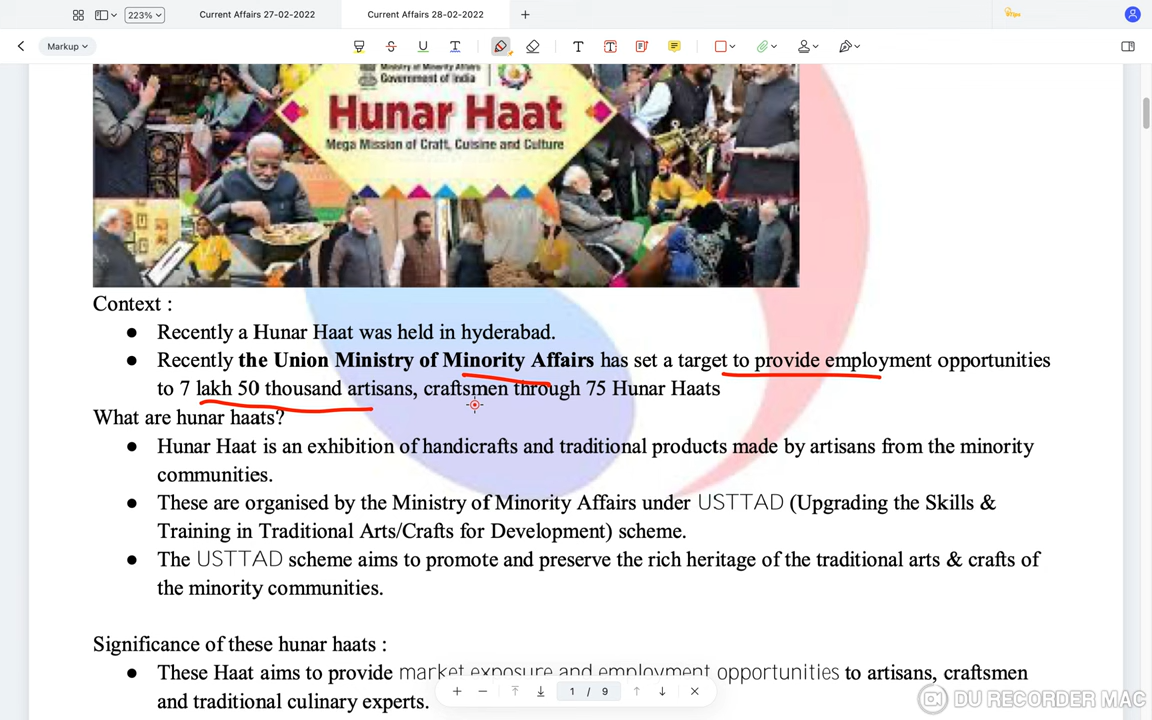 223%
Current Affairs 27-02-2022
Current Affairs 28-02-2022
Markup
Ministry of Minority Affairs
Government of India
Hunar Haat
Mega Mission of Craft, Cuisine and Culture
Context :
● Recently a Hunar Haat was held in hyderabad.
● Recently the Union Ministry of Minority Affairs has set a target to provide employment opportunities
to 7 lakh 50 thousand artisans, craftsmen through 75 Hunar Haats
What are hunar haats?
● Hunar Haat is an exhibition of handicrafts and traditional products made by artisans from the minority
communities.
● These are organised by the Ministry of Minority Affairs under USTTAD (Upgrading the Skills &
Training in Traditional Arts/Crafts for Development) scheme.
● The USTTAD scheme aims to promote and preserve the rich heritage of the traditional arts & crafts of
the minority communities.
Significance of these hunar haats :
● These Haat aims to provide market exposure and employment opportunities to artisans, craftsmen
and traditional culinary experts.
1 / 9
DU RECORDER MAC